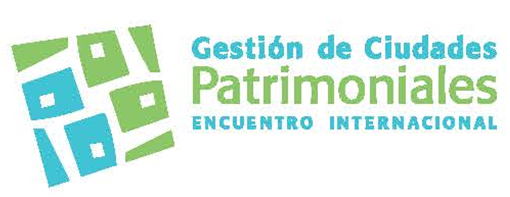 Gestión de Ciudades
Patrimoniales
ENCUENTRO INTERNACIONAL